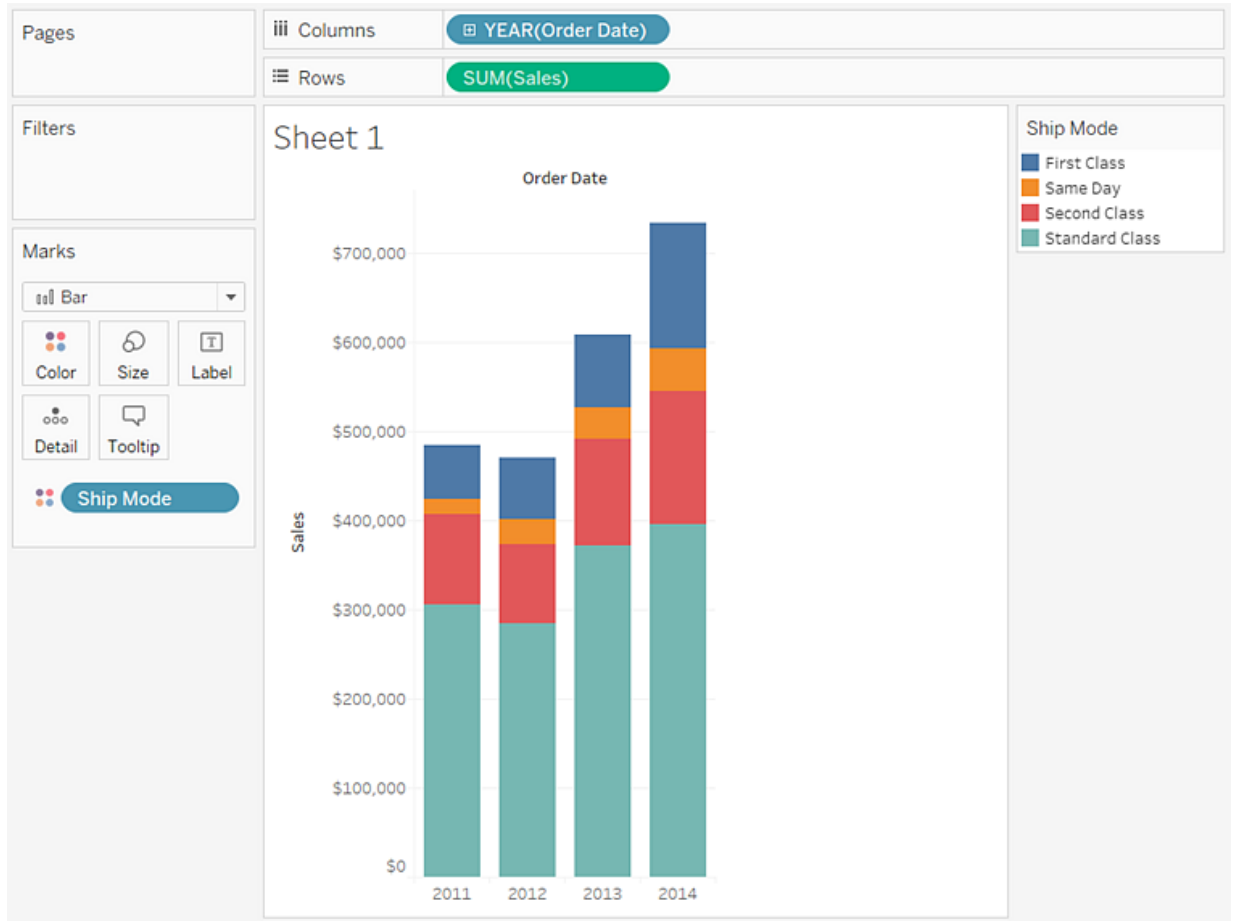 Pages
Columns
YEAR(Order Date)
Rows
SUM(Sales)
Filters
Marks
Bar
Color
Size
Label
Detail
Tooltip
Ship Mode
Sheet 1
Order Date
Sales
$700,000
$600,000
$500,000
$400,000
$300,000
$200,000
$100,000
$0
2011 2012 2013 2014
Ship Mode
First Class
Same Day
Second Class
Standard Class